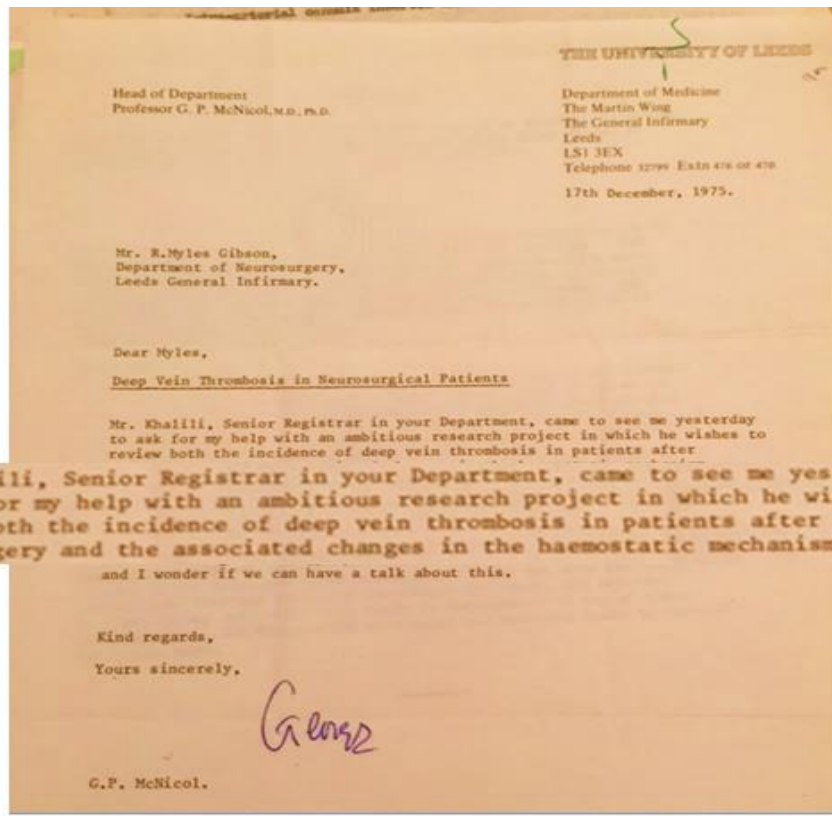 THE UNIVERSITY OF LEEDS
Head of Department
Professor G. P. McNicol, M.D., Ph.D.
Department of Medicine
The Martin Wing
The General Infirmary
Leeds
LS1 3EX
Telephone 32799 Extn 476 or 470
17th December, 1975.
Mr. R.Myles Gibson,
Department of Neurosurgery,
Leeds General Infirmary.
Dear Myles,
Deep Vein Thrombosis in Neurosurgical Patients
Mr. Khalili, Senior Registrar in your Department, came to see me yesterday
to ask for my help with an ambitious research project in which he wishes to
review both the incidence of deep vein thrombosis in patients after
ili, Senior Registrar in your Department, came to see me yes
or my help with an ambitious research project in which he wi
oth the incidence of deep vein thrombosis in patients after
gery and the associated changes in the haemostatic mechanism
and I wonder if we can have a talk about this.
Kind regards,
Yours sincerely,
George
G.P. McNicol.